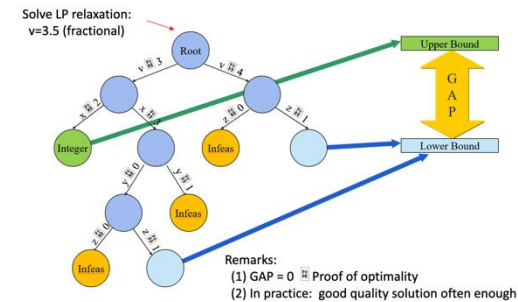 Solve LP relaxation:
v=3.5 (fractional)
Root
Upper Bound
v 3
v 4
GAP
x 2
x
z 0
z 1
Integer
Infeas
Lower Bound
y 0
y 1
Infeas
z 0
z 1
Infeas
Remarks:
(1) GAP = 0 Proof of optimality
(2) In practice: good quality solution often enough